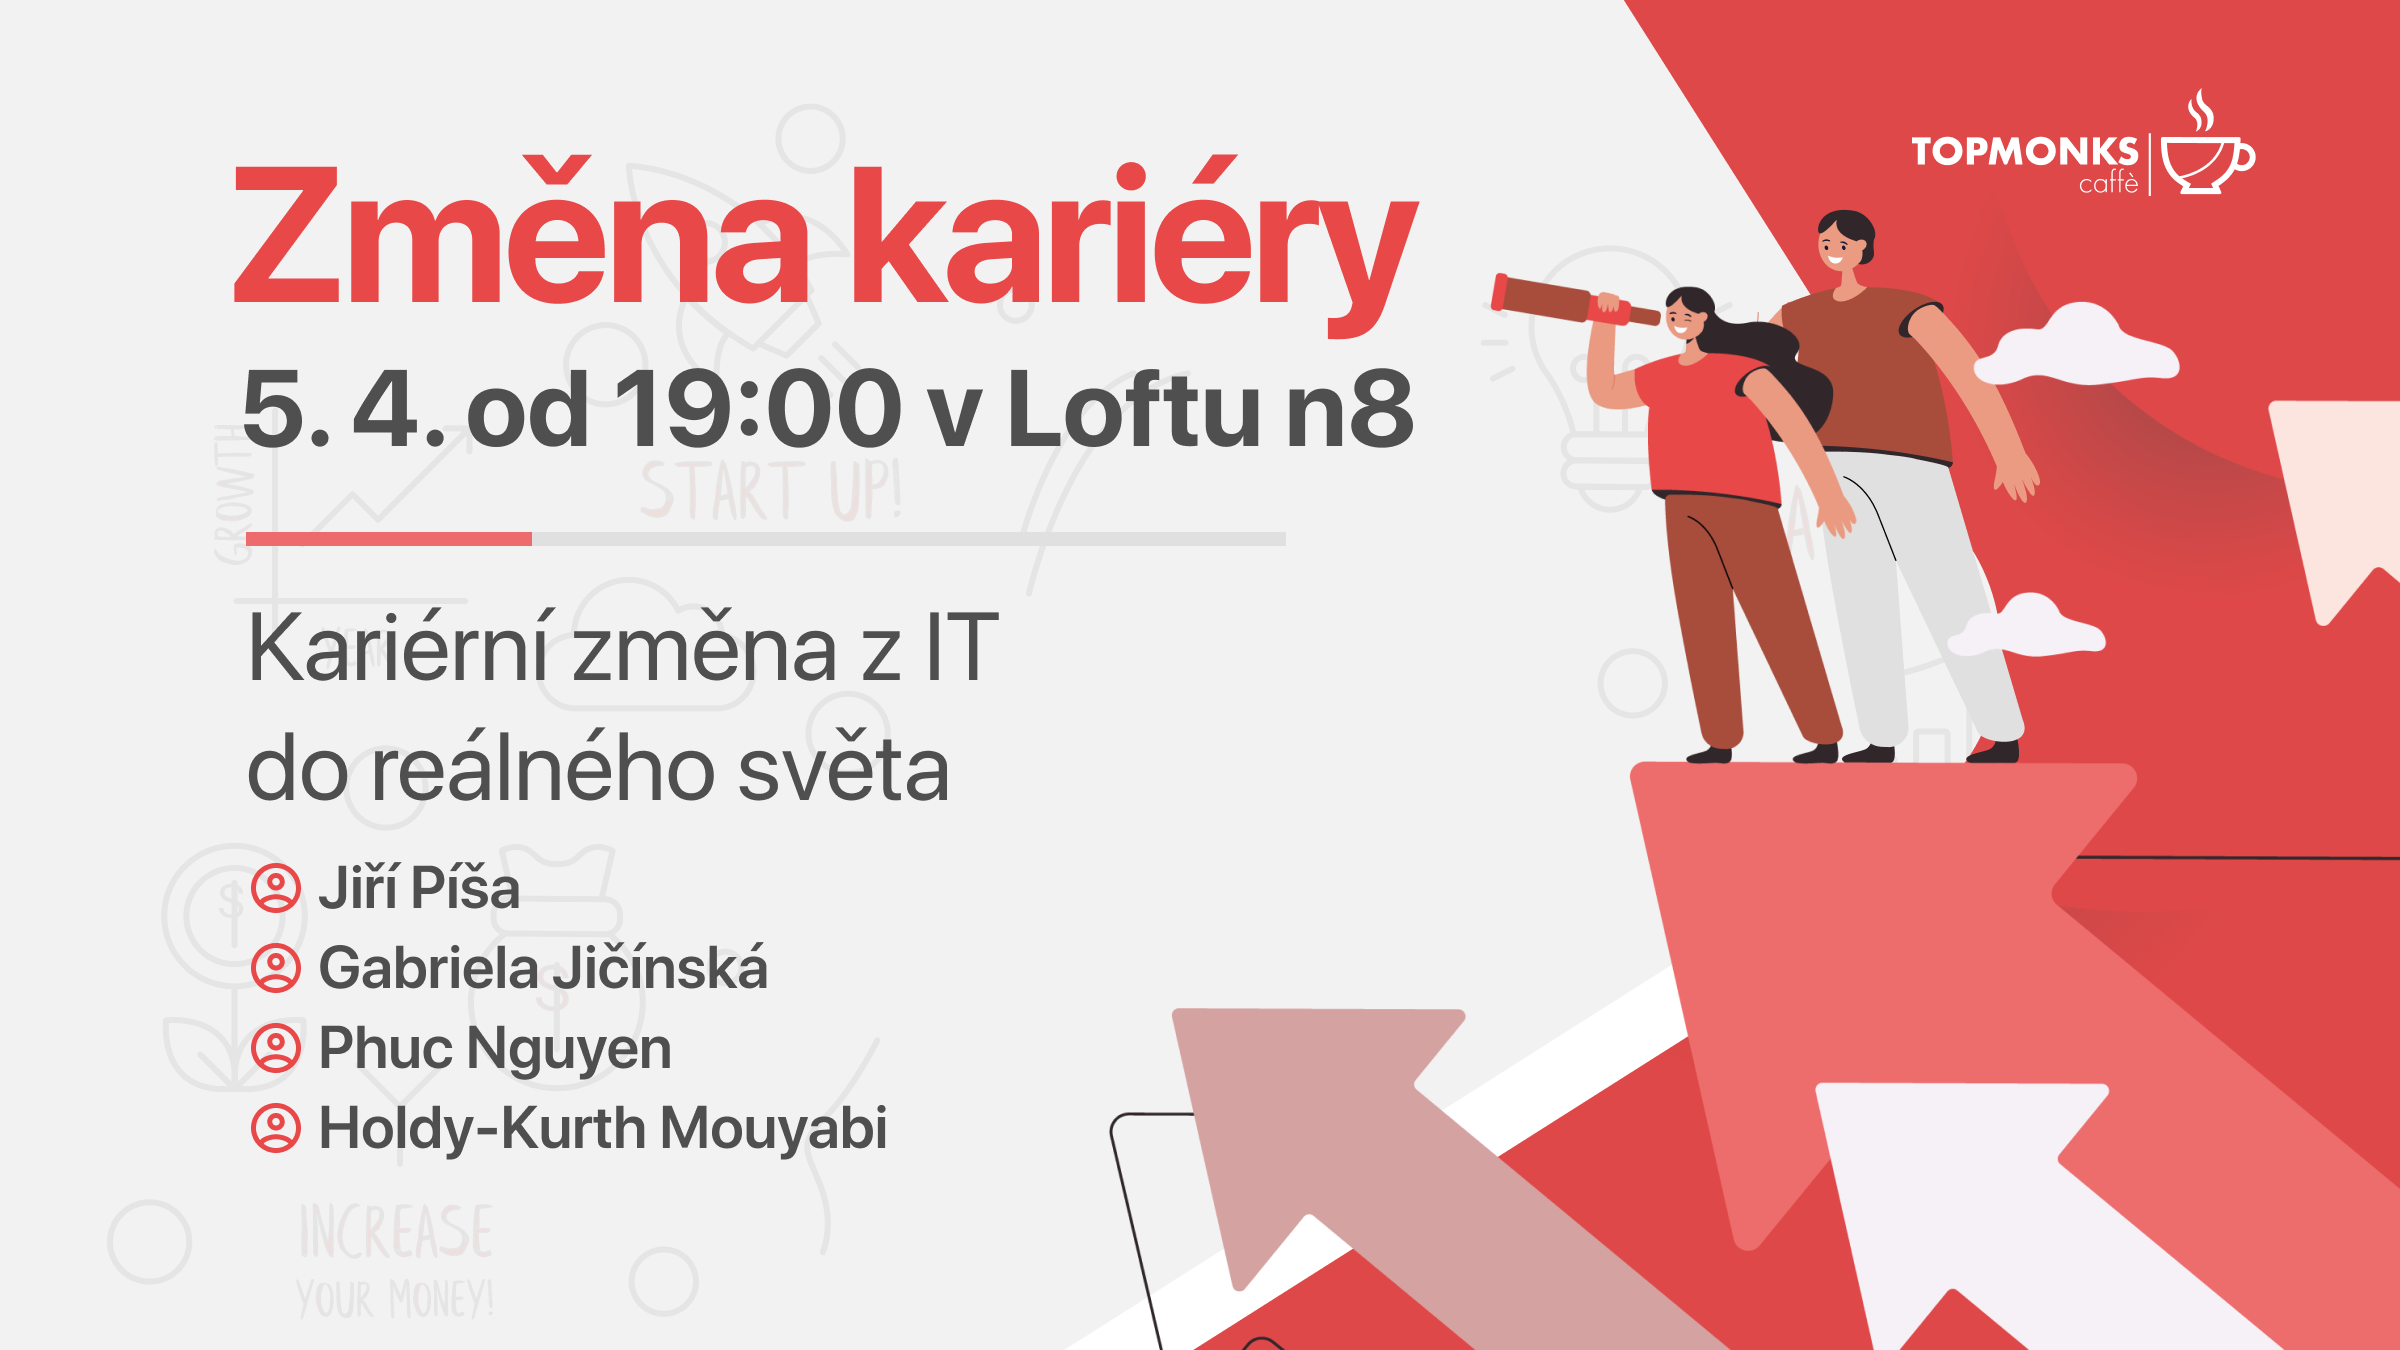 TOPMONKS
caffè
Změna kariéry
5. 4. od 19:00 v Loftu n8
START UP!
GROWTH
YEAR
Kariérní změna z IT
do reálného světa
$
Jiří Píša
Gabriela Jičínská
$
Phuc Nguyen
Holdy-Kurth Mouyabi
INCREASE
YOUR MONEY!